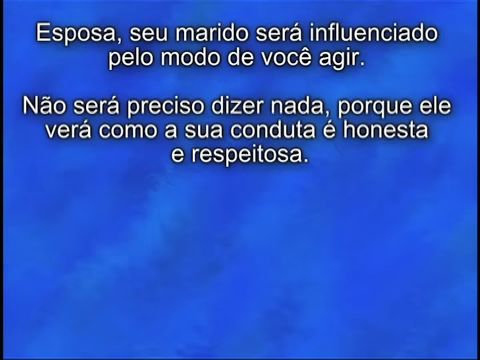 Esposa, seu marido será influenciado
pelo modo de você agir.
Não será preciso dizer nada, porque ele
verá como a sua conduta é honesta
e respeitosa.